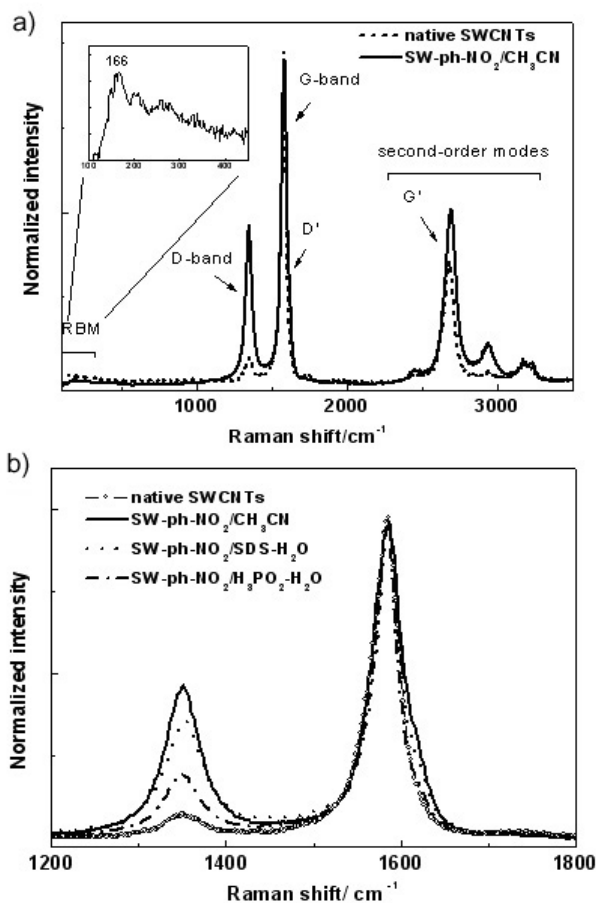 a)
native SWCNTs
SW-ph-NO₂/CH₃CN
166
G-band
second-order modes
G'
D'
D-band
RBM
100 200 300 400
Normalized intensity
1000 2000 3000
Raman shift/cm⁻¹
b)
native SWCNTs
SW-ph-NO₂/CH₃CN
SW-ph-NO₂/SDS-H₂O
SW-ph-NO₂/H₃PO₂-H₂O
Normalized intensity
1200 1400 1600 1800
Raman shift/ cm⁻¹